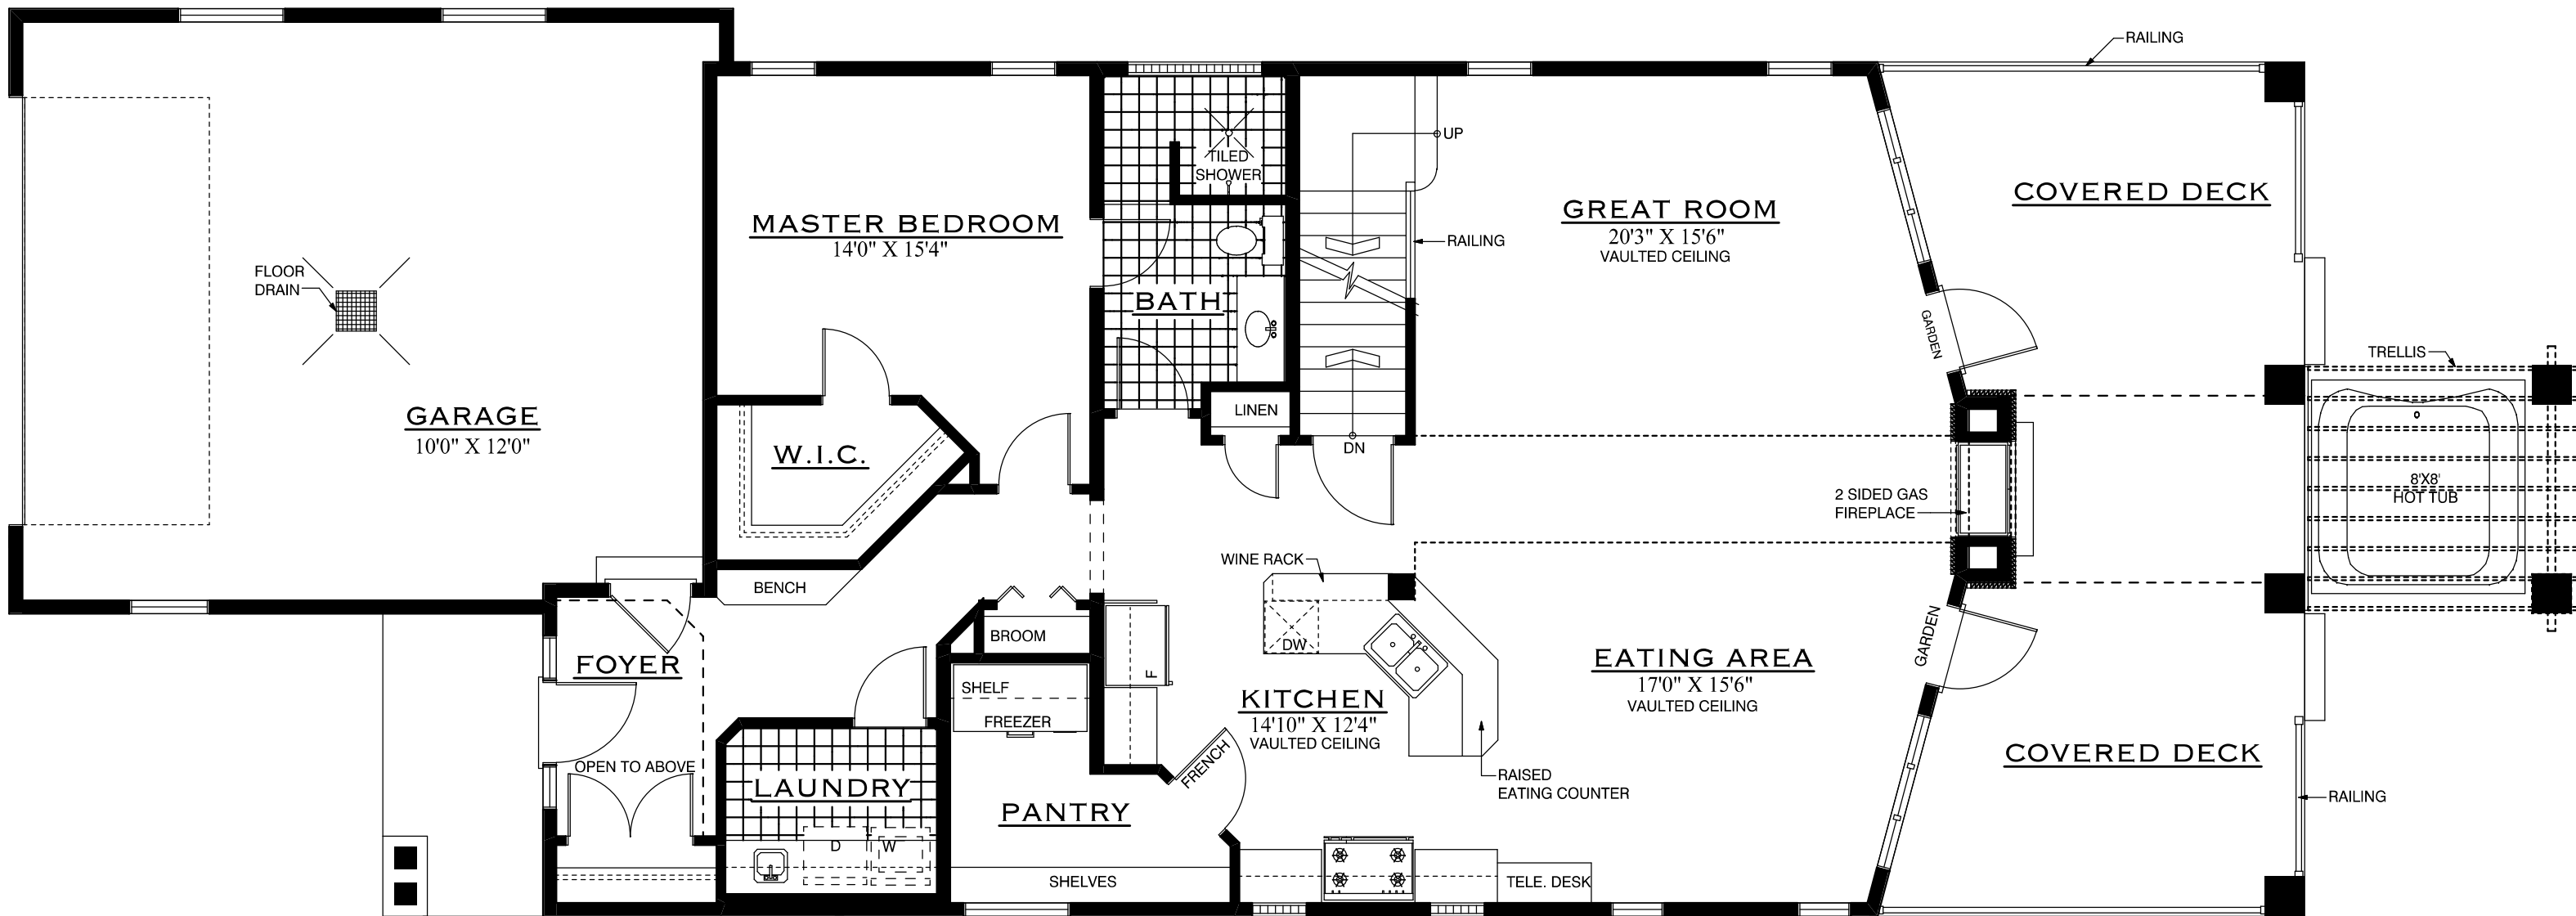 RAILING
COVERED DECK
GREAT ROOM
20'3" X 15'6"
VAULTED CEILING
UP
RAILING
TILED
SHOWER
MASTER BEDROOM
14'0" X 15'4"
BATH
FLOOR
DRAIN
GARAGE
10'0" X 12'0"
GARDEN
TRELLIS
LINEN
DN
W.I.C.
2 SIDED GAS
FIREPLACE
8'X8'
HOT TUB
WINE RACK
BENCH
BROOM
DW
F
FOYER
SHELF
FREEZER
KITCHEN
14'10" X 12'4"
VAULTED CEILING
EATING AREA
17'0" X 15'6"
VAULTED CEILING
GARDEN
COVERED DECK
OPEN TO ABOVE
LAUNDRY
FRENCH
RAISED
EATING COUNTER
RAILING
PANTRY
D
W
SHELVES
TELE. DESK